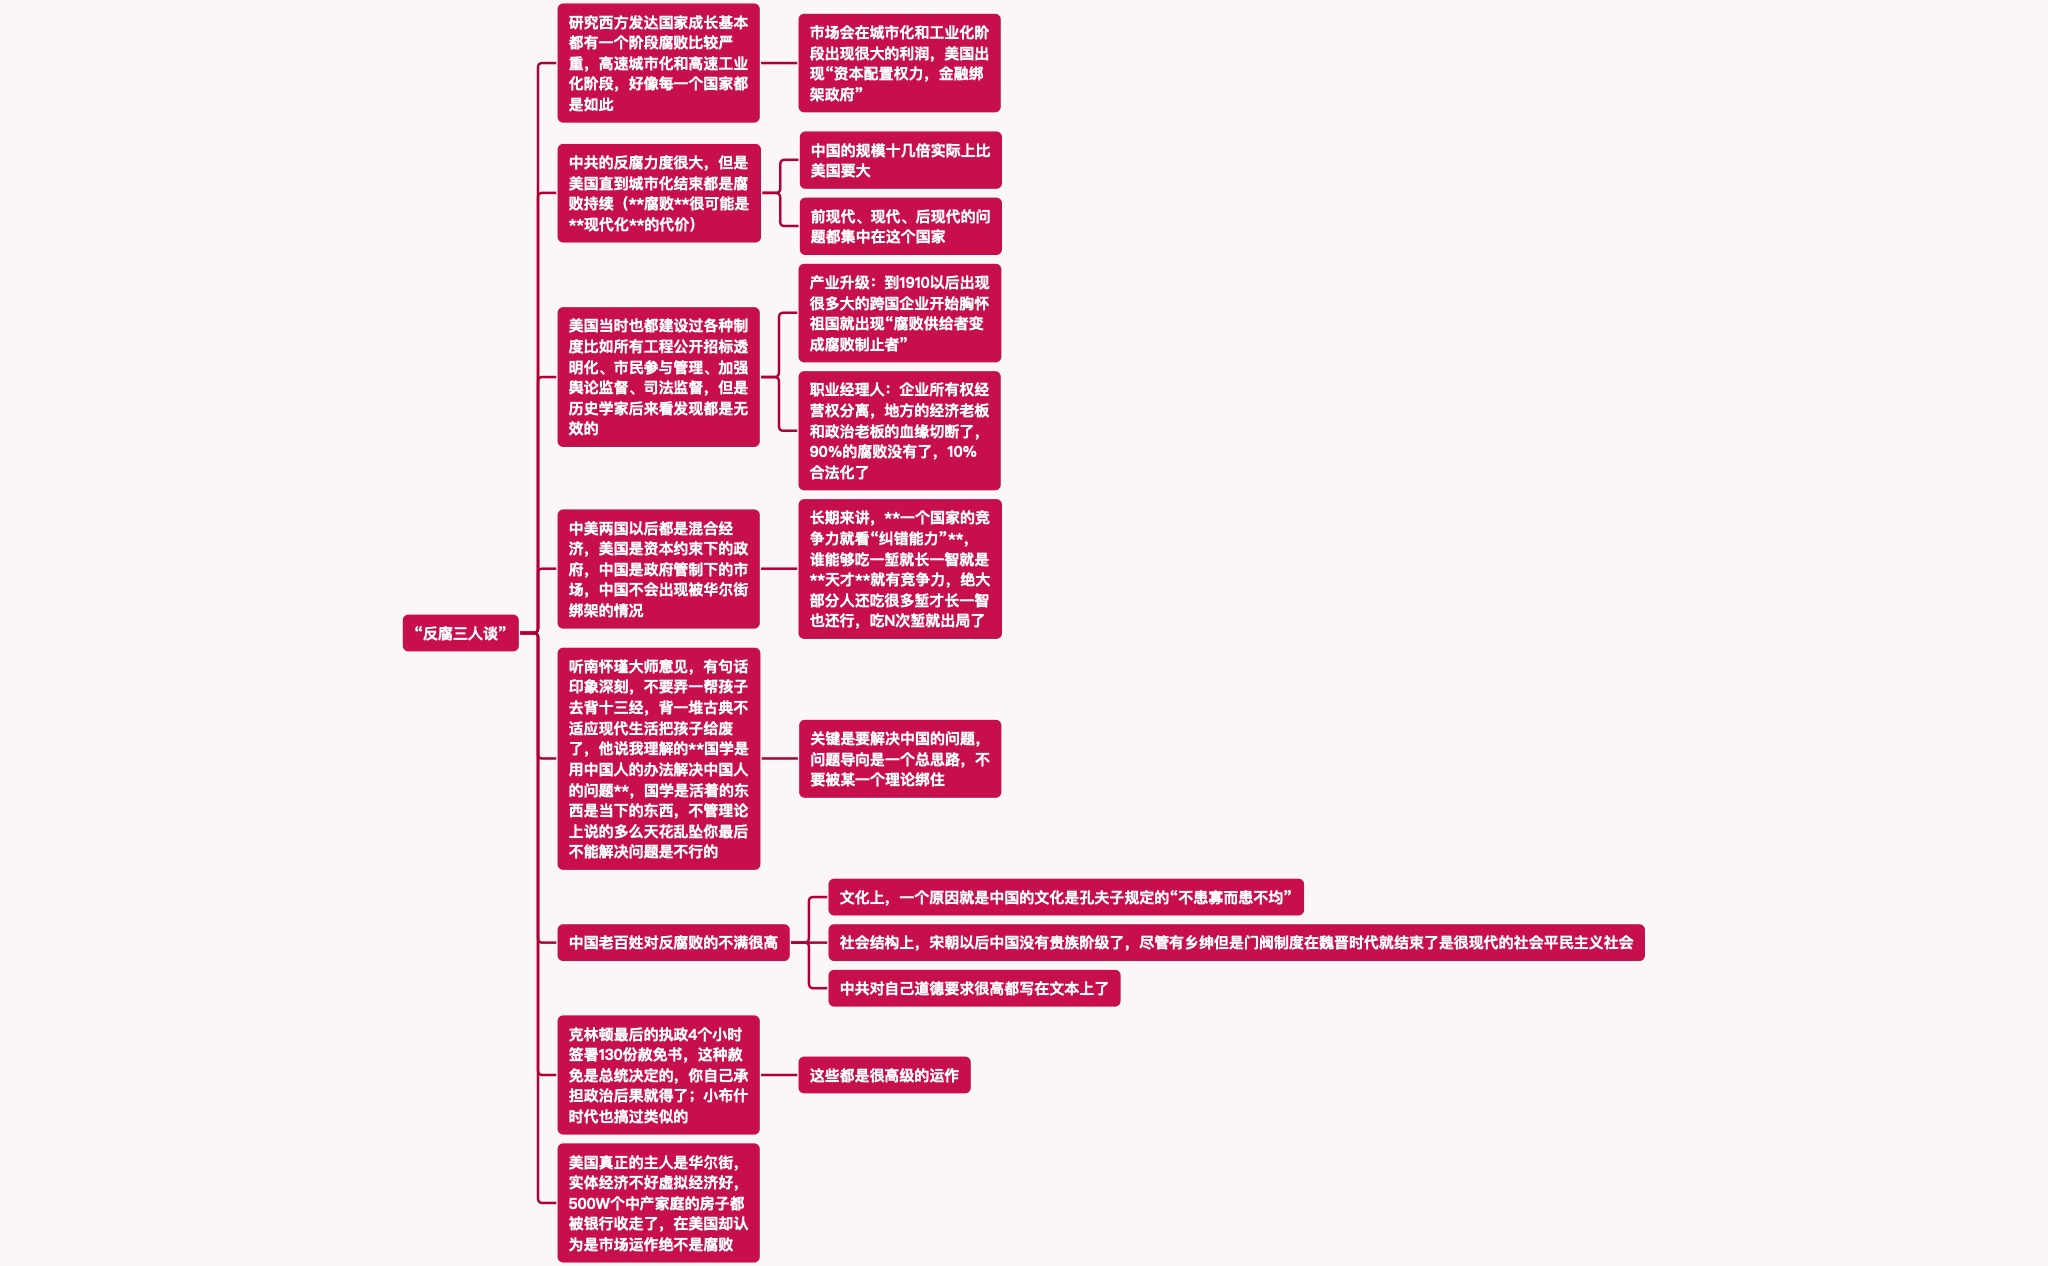 “反腐三人谈”
研究西方发达国家成长基本
都有一个阶段腐败比较严
重，高速城市化和高速工业
化阶段，好像每一个国家都
是如此
市场会在城市化和工业化阶
段出现很大的利润，美国出
现“资本配置权力，金融绑
架政府”
中共的反腐力度很大，但是
美国直到城市化结束都是腐
败持续（**腐败**很可能是
**现代化**的代价）
中国的规模十几倍实际上比
美国要大
前现代、现代、后现代的问
题都集中在这个国家
美国当时也都建设过各种制
度比如所有工程公开招标透
明化、市民参与管理、加强
舆论监督、司法监督，但是
历史学家后来看发现都是无
效的
产业升级：到1910以后出现
很多大的跨国企业开始胸怀
祖国就出现“腐败供给者变
成腐败制止者”
职业经理人：企业所有权经
营权分离，地方的经济老板
和政治老板的血缘切断了，
90%的腐败没有了，10%
合法化了
中美两国以后都是混合经
济，美国是资本约束下的政
府，中国是政府管制下的市
场，中国不会出现被华尔街
绑架的情况
长期来讲，**一个国家的竞
争力就看“纠错能力”**，
谁能够吃一堑就长一智就是
**天才**就有竞争力，绝大
部分人还吃很多堑才长一智
也还行，吃N次堑就出局了
听南怀瑾大师意见，有句话
印象深刻，不要弄一帮孩子
去背十三经，背一堆古典不
适应现代生活把孩子给废
了，他说我理解的**国学是
用中国人的办法解决中国人
的问题**，国学是活着的东
西是当下的东西，不管理论
上说的多么天花乱坠你最后
不能解决问题是不行的
关键是要解决中国的问题，
问题导向是一个总思路，不
要被某一个理论绑住
中国老百姓对反腐败的不满很高
文化上，一个原因就是中国的文化是孔夫子规定的“不患寡而患不均”
社会结构上，宋朝以后中国没有贵族阶级了，尽管有乡绅但是门阀制度在魏晋时代就结束了是很现代的社会平民主义社会
中共对自己道德要求很高都写在文本上了
克林顿最后的执政4个小时
签署130份赦免书，这种赦
免是总统决定的，你自己承
担政治后果就得了；小布什
时代也搞过类似的
这些都是很高级的运作
美国真正的主人是华尔街，
实体经济不好虚拟经济好，
500W个中产家庭的房子都
被银行收走了，在美国却认
为是市场运作绝不是腐败